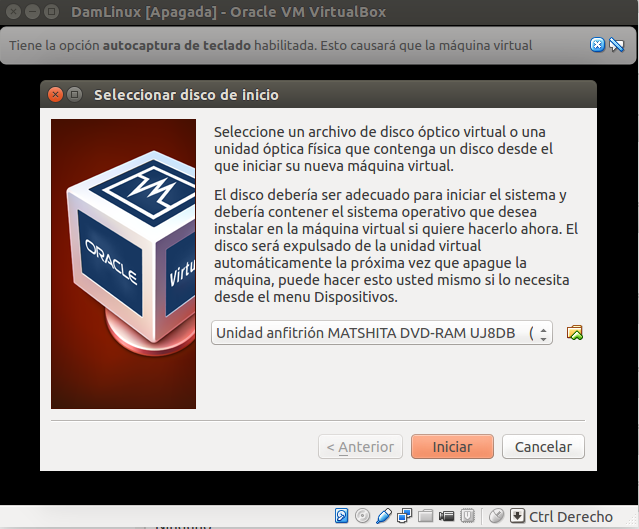 DamLinux [Apagada] - Oracle VM VirtualBox
Tiene la opción autocaptura de teclado habilitada. Esto causará que la máquina virtual
Seleccionar disco de inicio
Seleccione un archivo de disco óptico virtual o una
unidad óptica física que contenga un disco desde el
que iniciar su nueva máquina virtual.
El disco debería ser adecuado para iniciar el sistema y
debería contener el sistema operativo que desea
instalar en la máquina virtual si quiere hacerlo ahora. El
disco será expulsado de la unidad virtual
automáticamente la próxima vez que apague la
máquina, puede hacer esto usted mismo si lo necesita
desde el menu Dispositivos.
ORACLE
Virtu
Unidad anfitrión MATSHITA DVD-RAM UJ8DB (
< Anterior
Iniciar
Cancelar
Ctrl Derecho